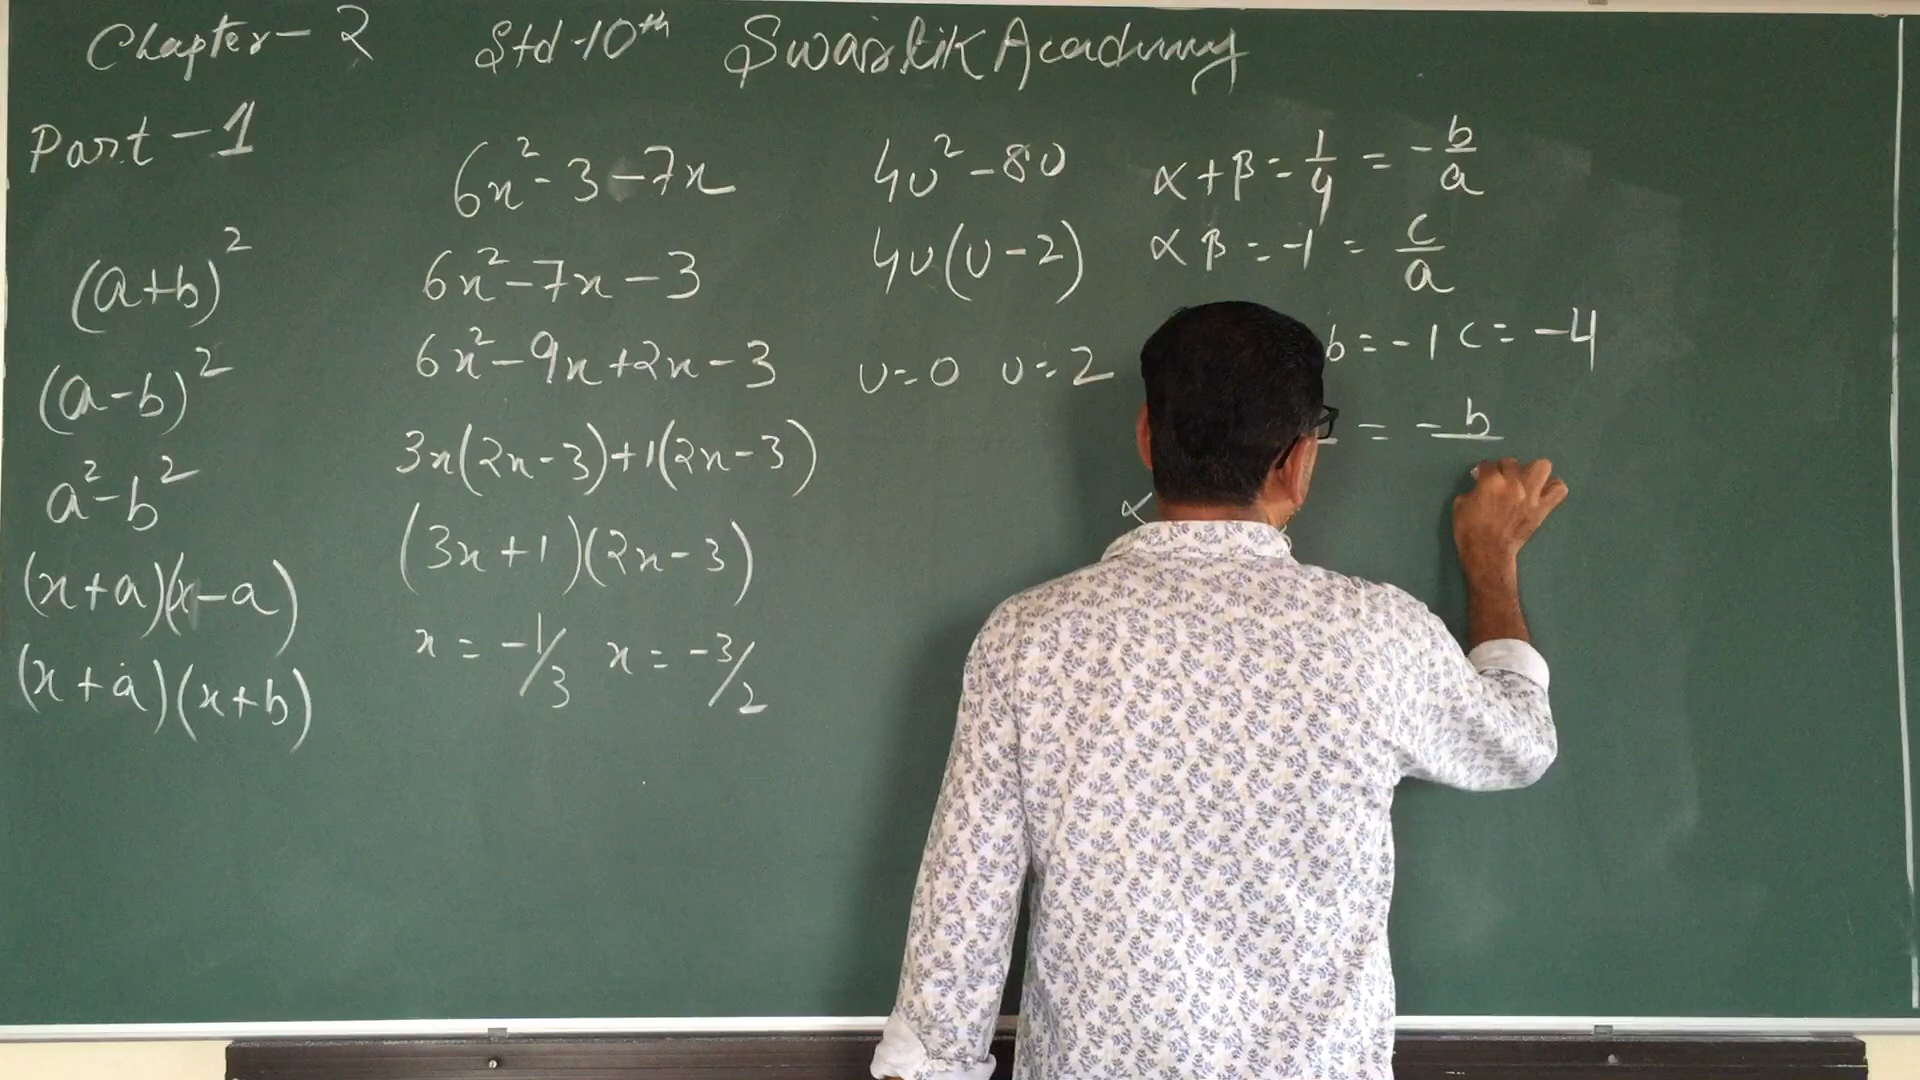 Chapter-2 Std-10th Swastik Academy
Part-1
(a+b)²
(a-b)²
a²-b²
(x+a)(x-a)
(x+a)(x+b)
6x²-3-7x
6x²-7x-3
6x²-9x+2x-3
3x(2x-3)+1(2x-3)
(3x+1)(2x-3)
x=-1/3 x=-3/2
4u²-8u
4u(u-2)
u=0 u=2
α+β=1/4=-b/a
αβ=-1=c/a
b=-1 c=-4
= -b
α